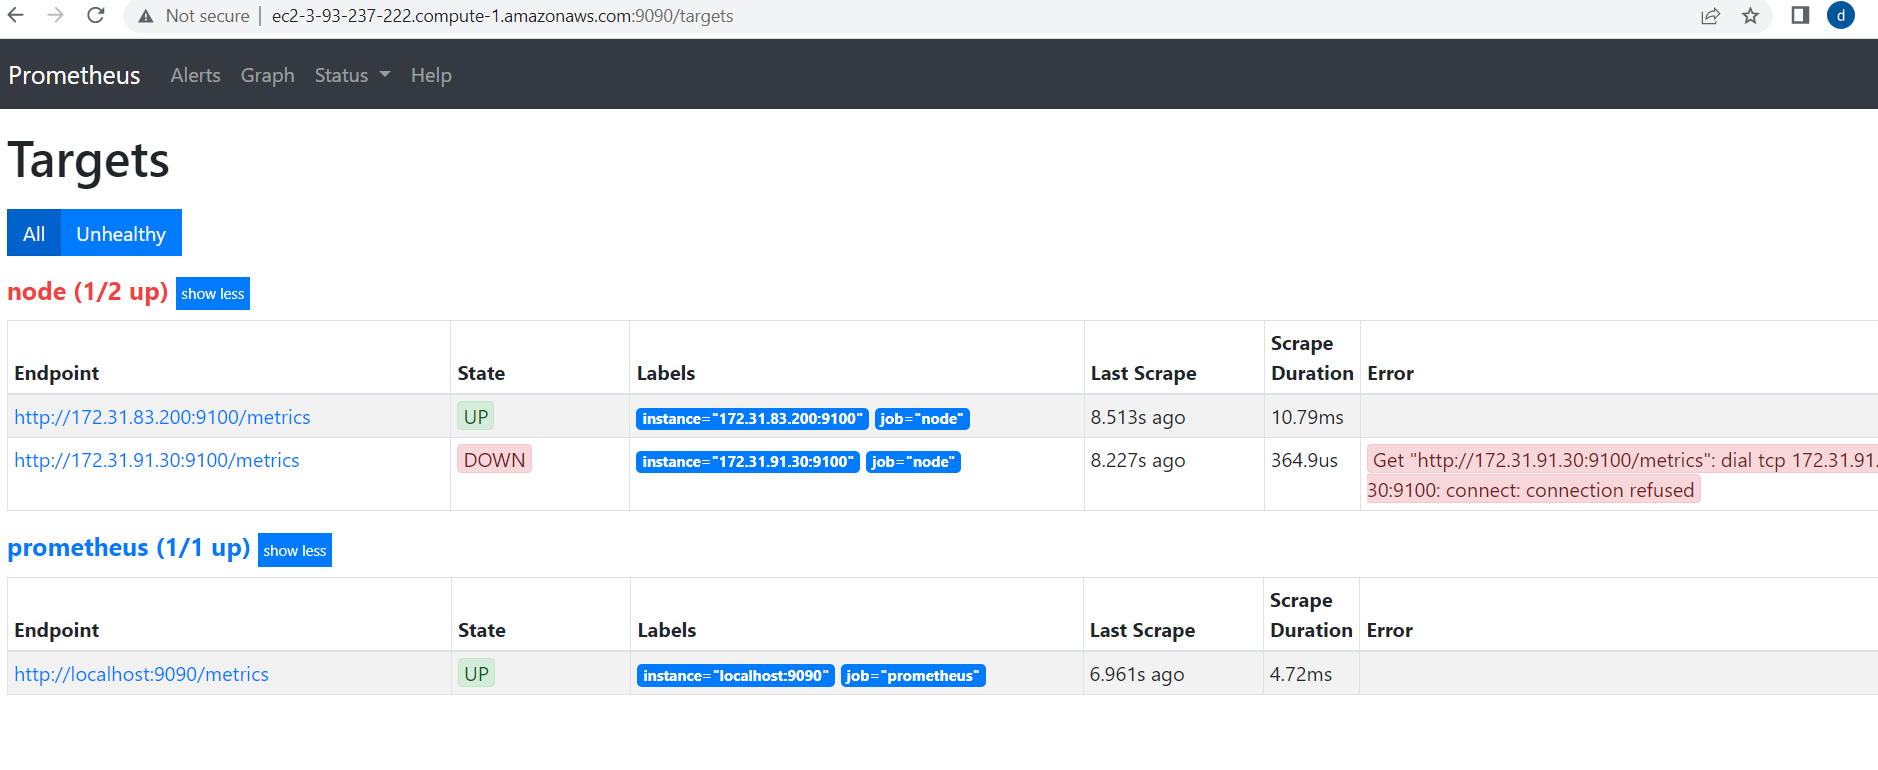 Not secure | ec2-3-93-237-222.compute-1.amazonaws.com:9090/targets
d
Prometheus Alerts Graph Status Help
Targets
All Unhealthy
node (1/2 up) show less
Endpoint State Labels Last Scrape Scrape Duration Error
http://172.31.83.200:9100/metrics UP instance="172.31.83.200:9100" job="node" 8.513s ago 10.79ms
http://172.31.91.30:9100/metrics DOWN instance="172.31.91.30:9100" job="node" 8.227s ago 364.9us Get "http://172.31.91.30:9100/metrics": dial tcp 172.31.91.
30:9100: connect: connection refused
prometheus (1/1 up) show less
Endpoint State Labels Last Scrape Scrape Duration Error
http://localhost:9090/metrics UP instance="localhost:9090" job="prometheus" 6.961s ago 4.72ms